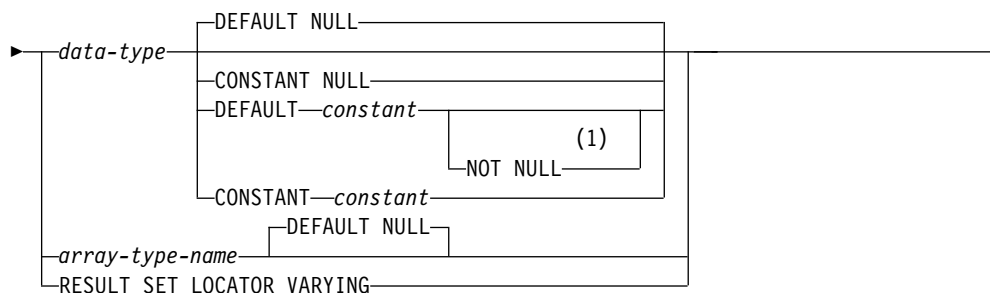 DEFAULT NULL
data-type
CONSTANT NULL
DEFAULT constant
(1)
NOT NULL
CONSTANT constant
DEFAULT NULL
array-type-name
RESULT SET LOCATOR VARYING